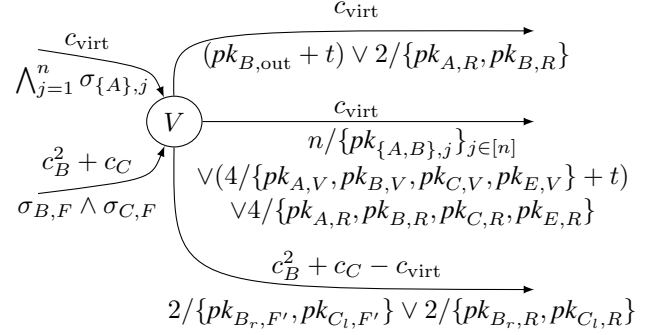 c_virt
c_virt
(pk_{B,out} + t) ∨ 2/{pk_{A,R}, pk_{B,R}}
⋀_{j=1}^{n} σ_{{A},j}
V
c_virt
n/{pk_{{A,B},j}}_{j∈[n]}
∨(4/{pk_{A,V}, pk_{B,V}, pk_{C,V}, pk_{E,V}} + t)
∨4/{pk_{A,R}, pk_{B,R}, pk_{C,R}, pk_{E,R}}
c_B^2 + c_C
σ_{B,F} ∧ σ_{C,F}
c_B^2 + c_C − c_virt
2/{pk_{B_r,F′}, pk_{C_l,F′}} ∨ 2/{pk_{B_r,R}, pk_{C_l,R}}